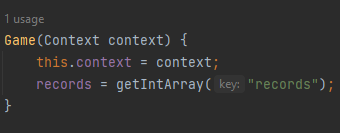 1 usage
Game(Context context) {
this.context = context;
records = getIntArray( key: "records");
}